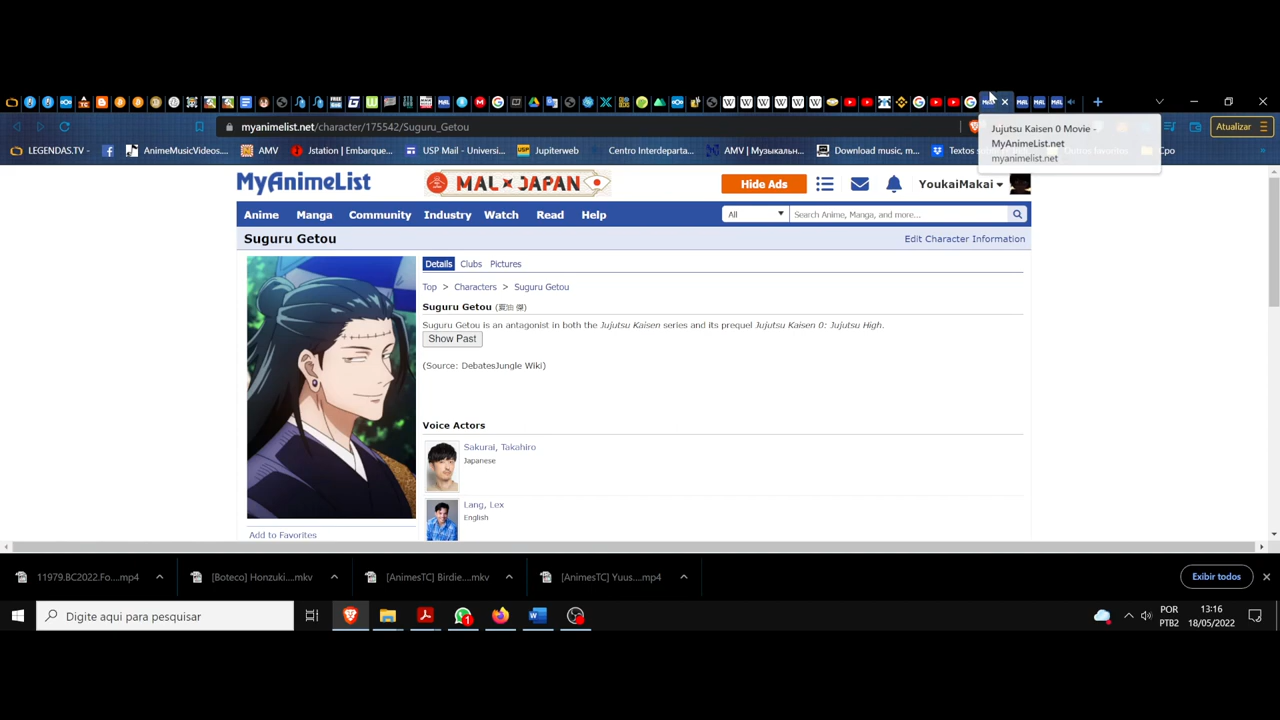 myanimelist.net/character/175542/Suguru_Getou
Atualizar
Jujutsu Kaisen 0 Movie -
MyAnimeList.net
myanimelist.net
LEGENDAS.TV -
AnimeMusicVideos...
AMV
Jstation | Embarque...
USP Mail - Universi...
USP
Jupiterweb
Centro Interdeparta...
AMV | Музыкальн...
Download music, m...
MyAnimeList
MAL JAPAN
Hide Ads
YoukaiMakai
Anime
Manga
Community
Industry
Watch
Read
Help
All
Search Anime, Manga, and more...
Suguru Getou
Edit Character Information
Details
Clubs
Pictures
Top > Characters > Suguru Getou
Suguru Getou (夏油 傑)
Suguru Getou is an antagonist in both the Jujutsu Kaisen series and its prequel Jujutsu Kaisen 0: Jujutsu High.
Show Past
(Source: DebatesJungle Wiki)
Voice Actors
Sakurai, Takahiro
Japanese
Lang, Lex
English
Add to Favorites
11979.BC2022.Fo....mp4
[Boteco] Honzuki....mkv
[AnimesTC] Birdie....mkv
[AnimesTC] Yuus....mp4
Exibir todos
Digite aqui para pesquisar
1
POR
PTB2
13:16
18/05/2022